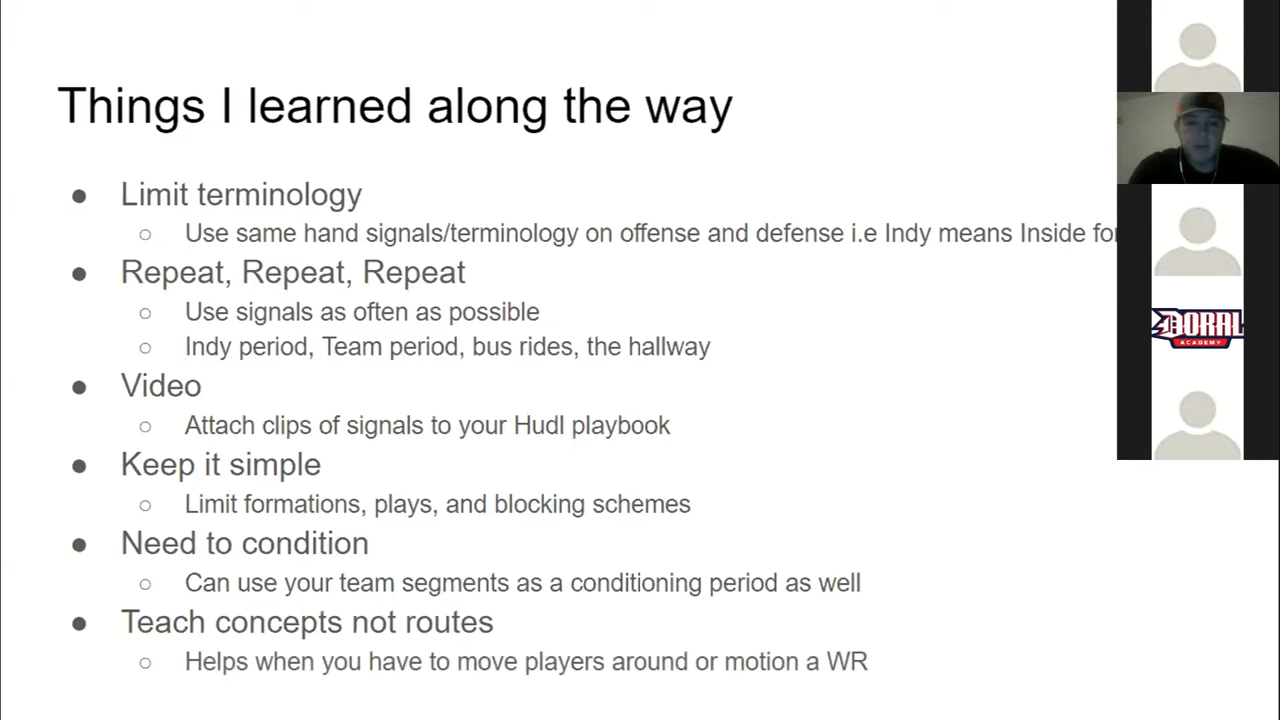 Things I learned along the way
● Limit terminology
○ Use same hand signals/terminology on offense and defense i.e Indy means Inside for
● Repeat, Repeat, Repeat
○ Use signals as often as possible
○ Indy period, Team period, bus rides, the hallway
● Video
○ Attach clips of signals to your Hudl playbook
● Keep it simple
○ Limit formations, plays, and blocking schemes
● Need to condition
○ Can use your team segments as a conditioning period as well
● Teach concepts not routes
○ Helps when you have to move players around or motion a WR
DORAL
ACADEMY